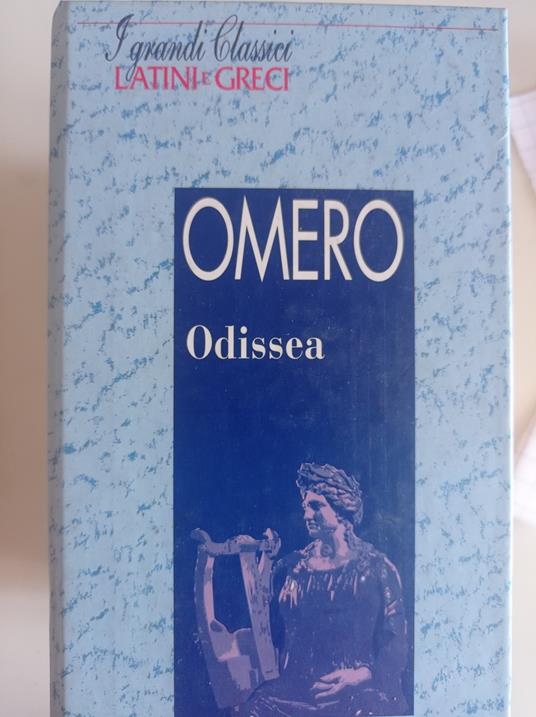 I grandi Classici
LATINI E GRECI
OMERO
Odissea